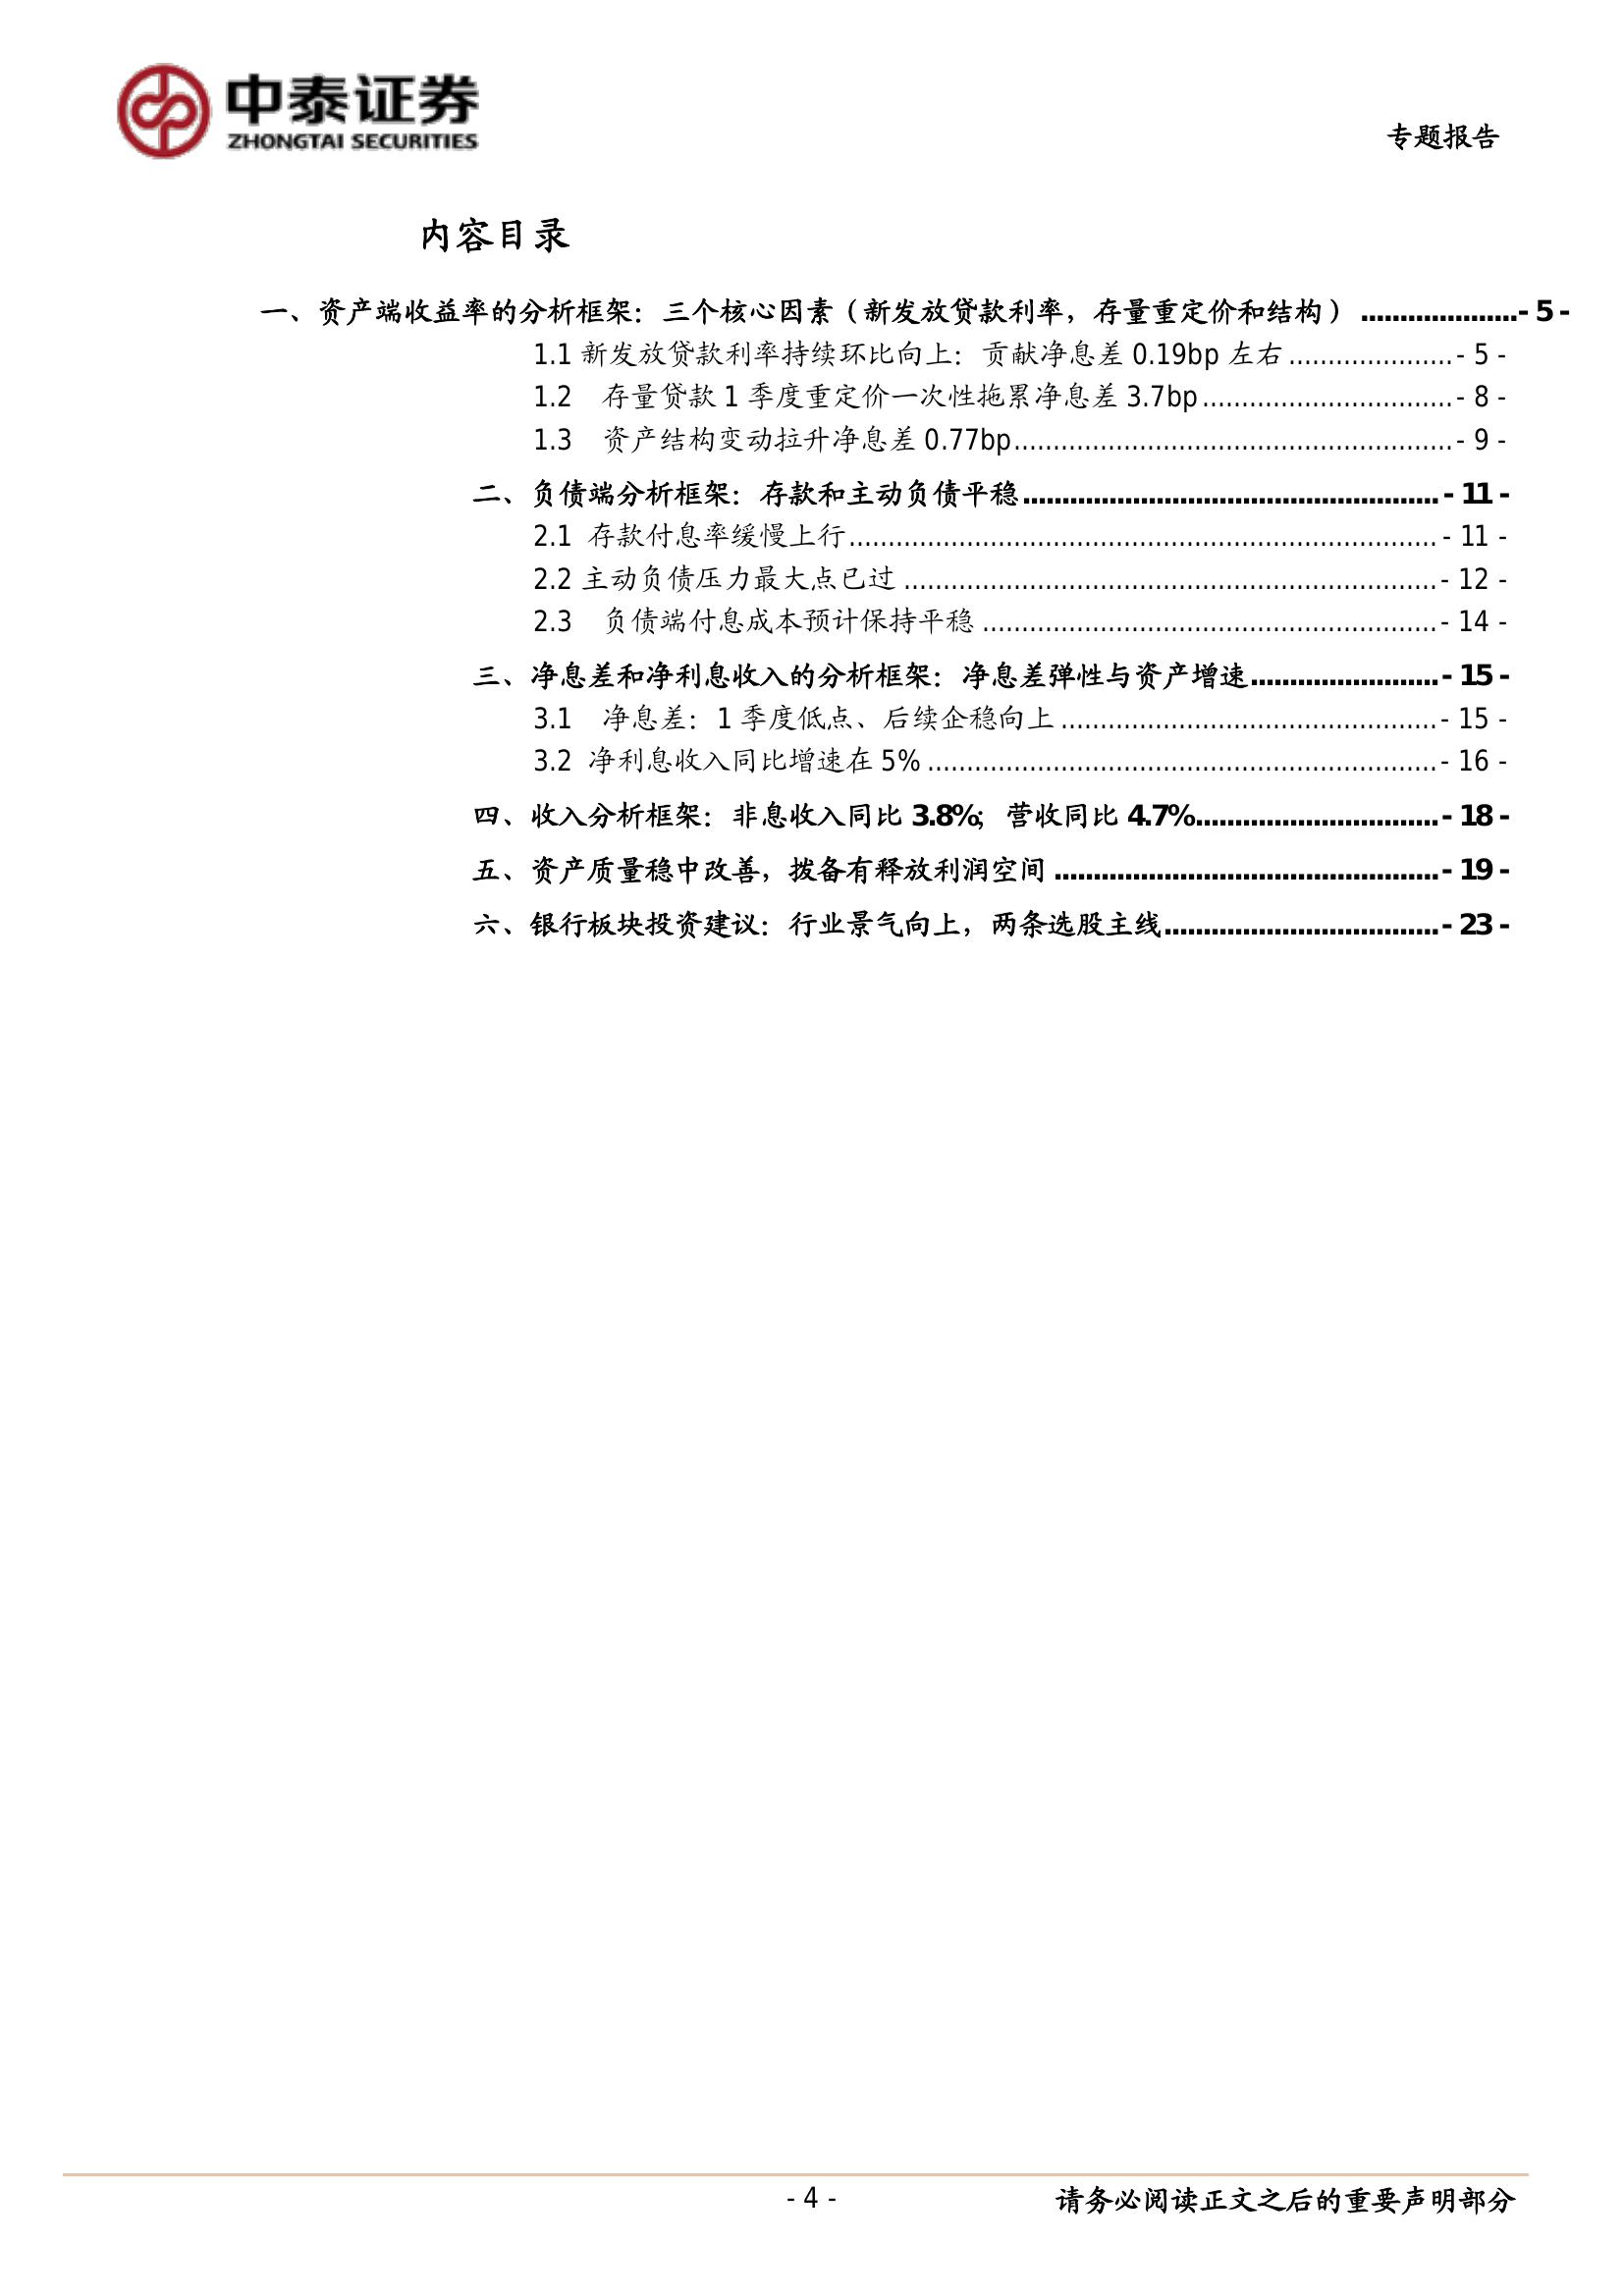 中泰证券
ZHONGTAI SECURITIES
专题报告
内容目录
一、资产端收益率的分析框架：三个核心因素（新发放贷款利率，存量重定价和结构） ....................- 5 -
1.1 新发放贷款利率持续环比向上：贡献净息差 0.19bp 左右 .....................- 5 -
1.2 存量贷款 1 季度重定价一次性拖累净息差 3.7bp ................................- 8 -
1.3 资产结构变动拉升净息差 0.77bp........................................................- 9 -
二、负债端分析框架：存款和主动负债平稳.....................................................- 11 -
2.1 存款付息率缓慢上行...........................................................................- 11 -
2.2 主动负债压力最大点已过 ....................................................................- 12 -
2.3 负债端付息成本预计保持平稳 ..........................................................- 14 -
三、净息差和净利息收入的分析框架：净息差弹性与资产增速........................- 15 -
3.1 净息差：1 季度低点、后续企稳向上 ................................................- 15 -
3.2 净利息收入同比增速在 5% .................................................................- 16 -
四、收入分析框架：非息收入同比 3.8%；营收同比 4.7%...............................- 18 -
五、资产质量稳中改善，拨备有释放利润空间 .................................................- 19 -
六、银行板块投资建议：行业景气向上，两条选股主线...................................- 23 -
- 4 -
请务必阅读正文之后的重要声明部分